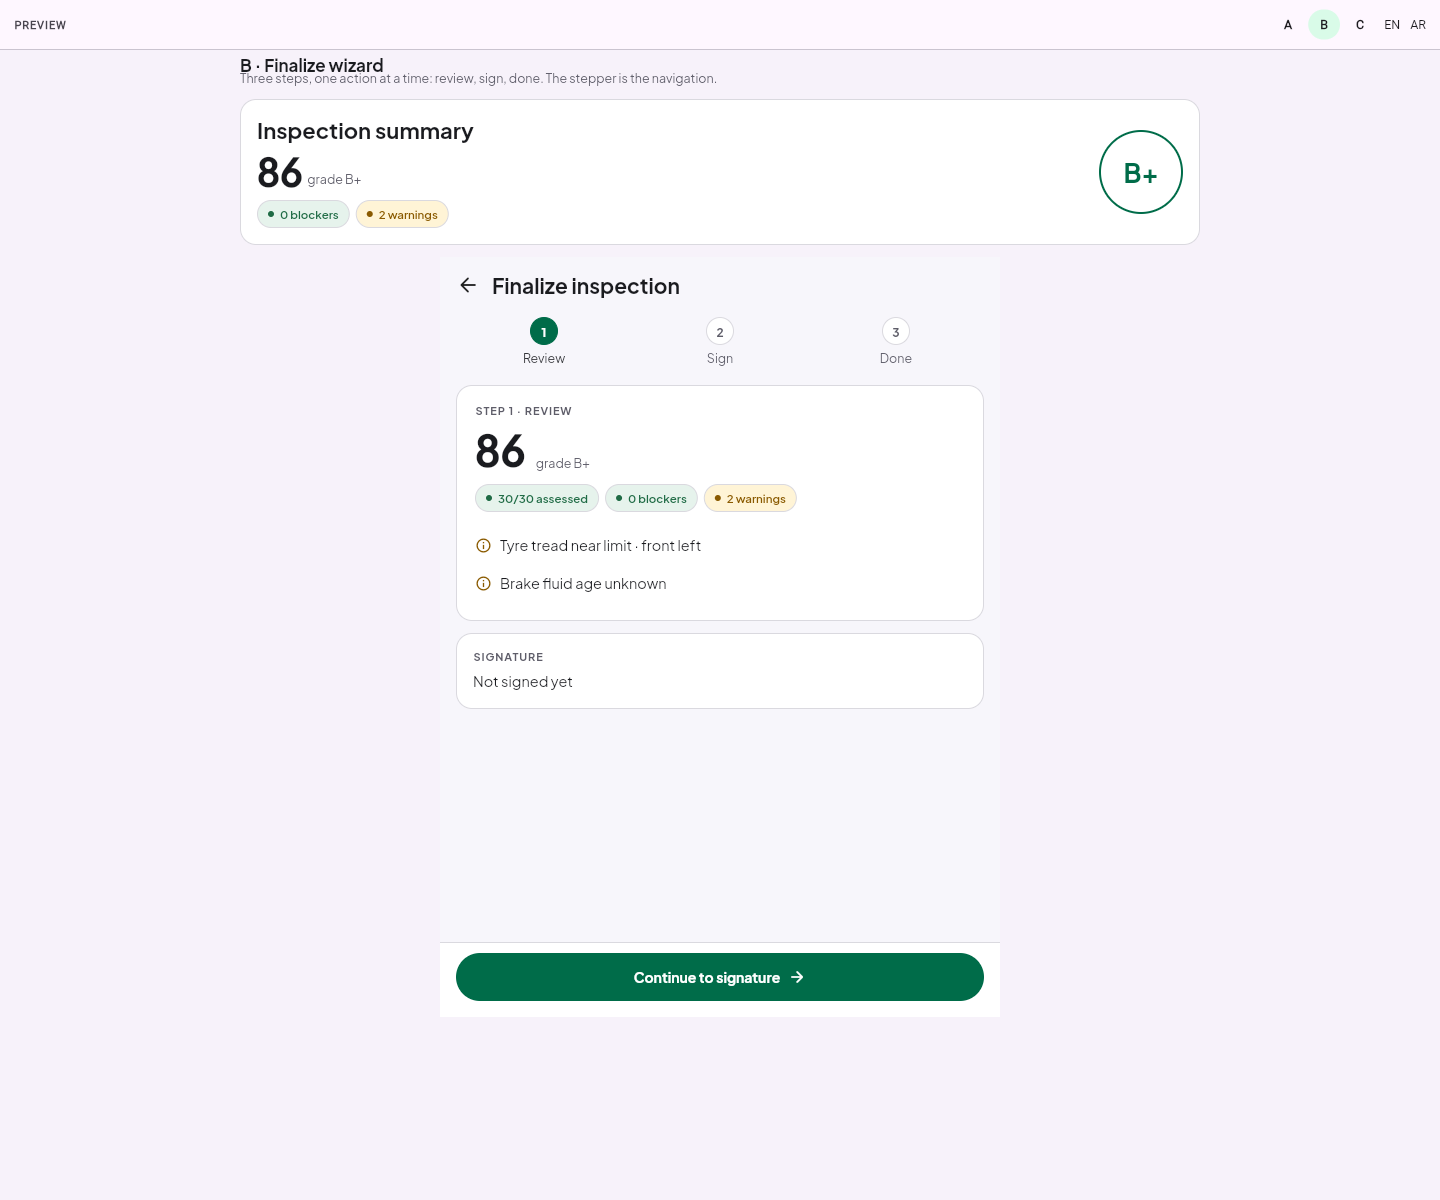 PREVIEW
A B C EN AR
B · Finalize wizard
Three steps, one action at a time: review, sign, done. The stepper is the navigation.
Inspection summary
86 grade B+
B+
0 blockers 2 warnings
Finalize inspection
1 2 3
Review Sign Done
STEP 1 · REVIEW
86 grade B+
30/30 assessed 0 blockers 2 warnings
Tyre tread near limit · front left
Brake fluid age unknown
SIGNATURE
Not signed yet
Continue to signature